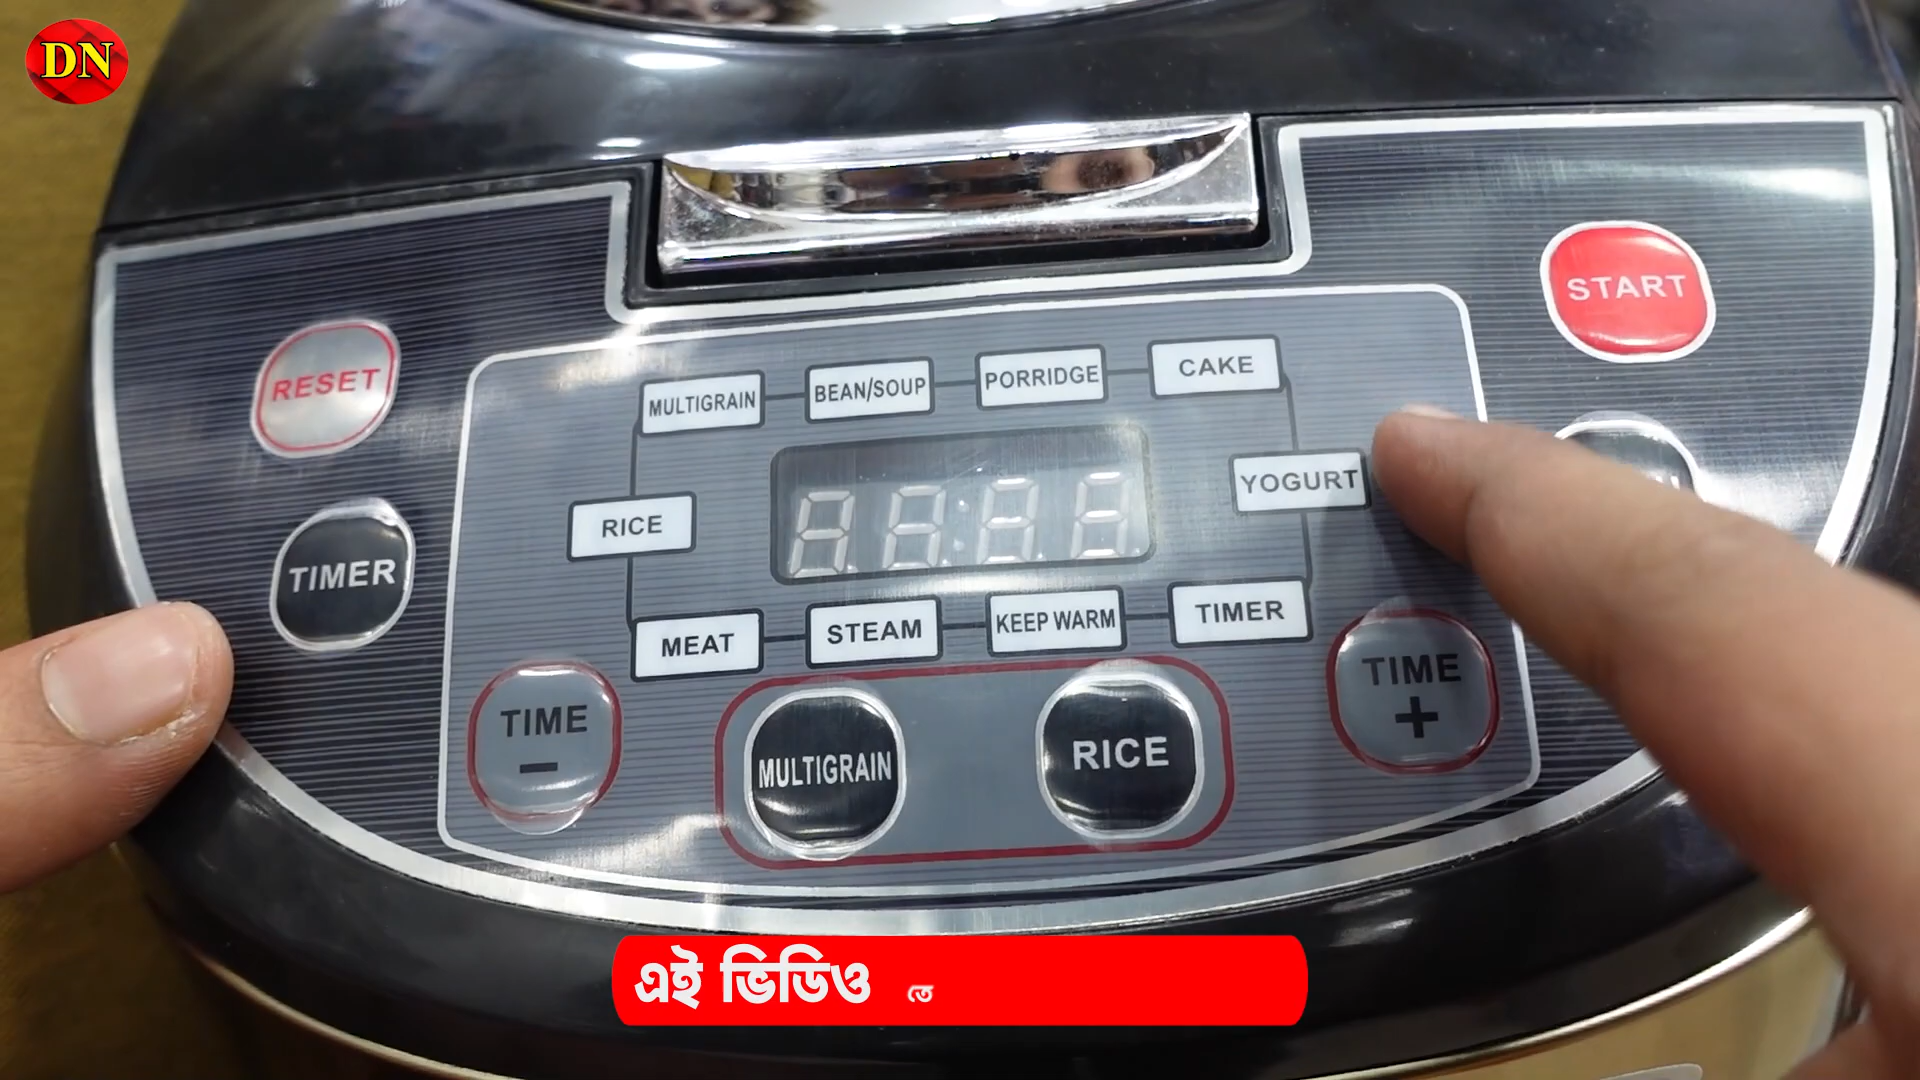 DN
START
RESET
MULTIGRAIN
BEAN/SOUP
PORRIDGE
CAKE
YOGURT
RICE
TIMER
MEAT
STEAM
KEEP WARM
TIMER
TIME
-
MULTIGRAIN
RICE
TIME
+
এই ভিডিও তে